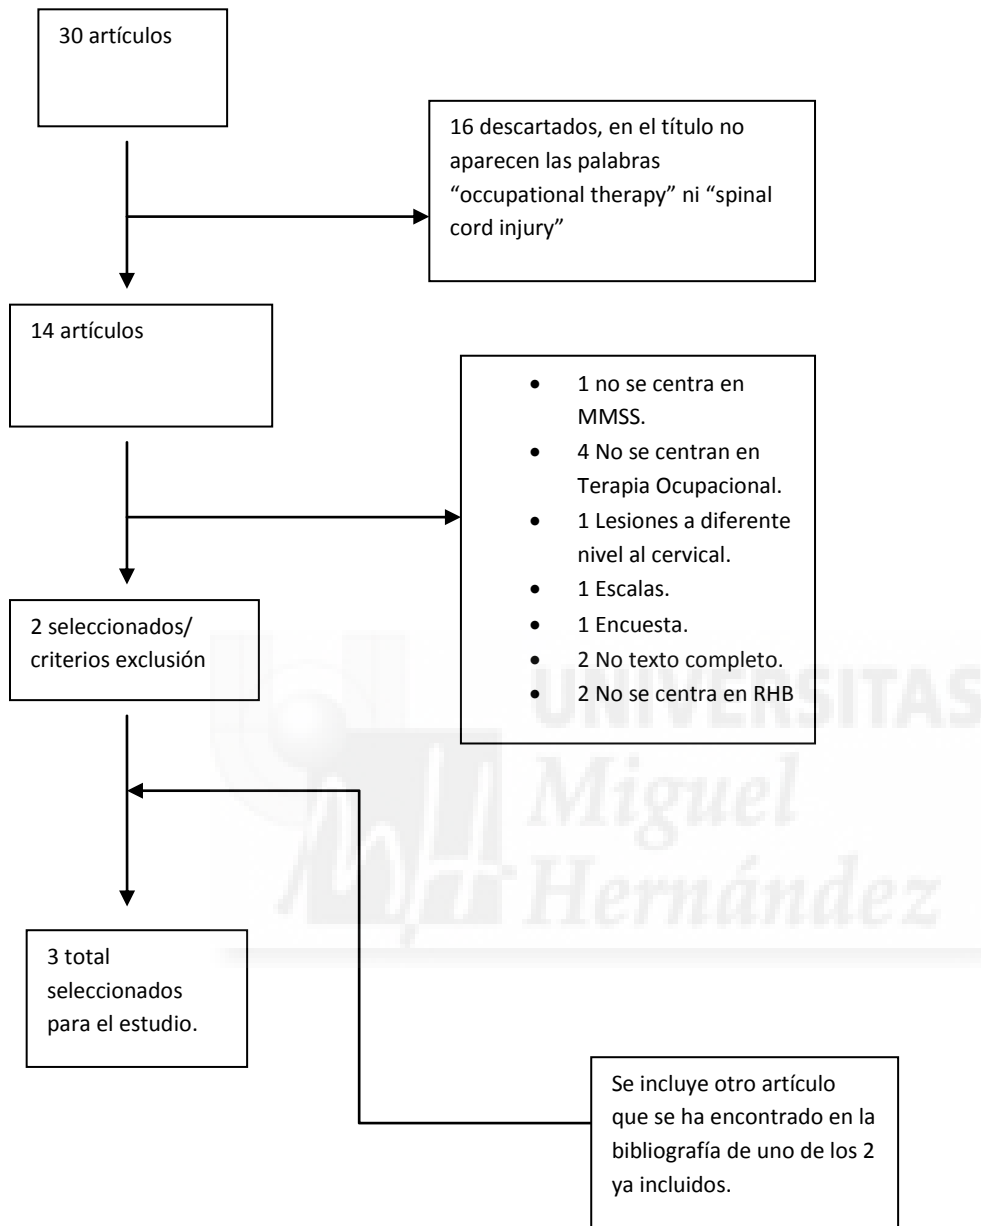 30 artículos
16 descartados, en el título no
aparecen las palabras
“occupational therapy” ni “spinal
cord injury”
14 artículos
• 1 no se centra en
MMSS.
• 4 No se centran en
Terapia Ocupacional.
• 1 Lesiones a diferente
nivel al cervical.
• 1 Escalas.
• 1 Encuesta.
• 2 No texto completo.
• 2 No se centra en RHB
2 seleccionados/
criterios exclusión
UNIVERSITAS
Miguel
Hernández
3 total
seleccionados
para el estudio.
Se incluye otro artículo
que se ha encontrado en la
bibliografía de uno de los 2
ya incluidos.